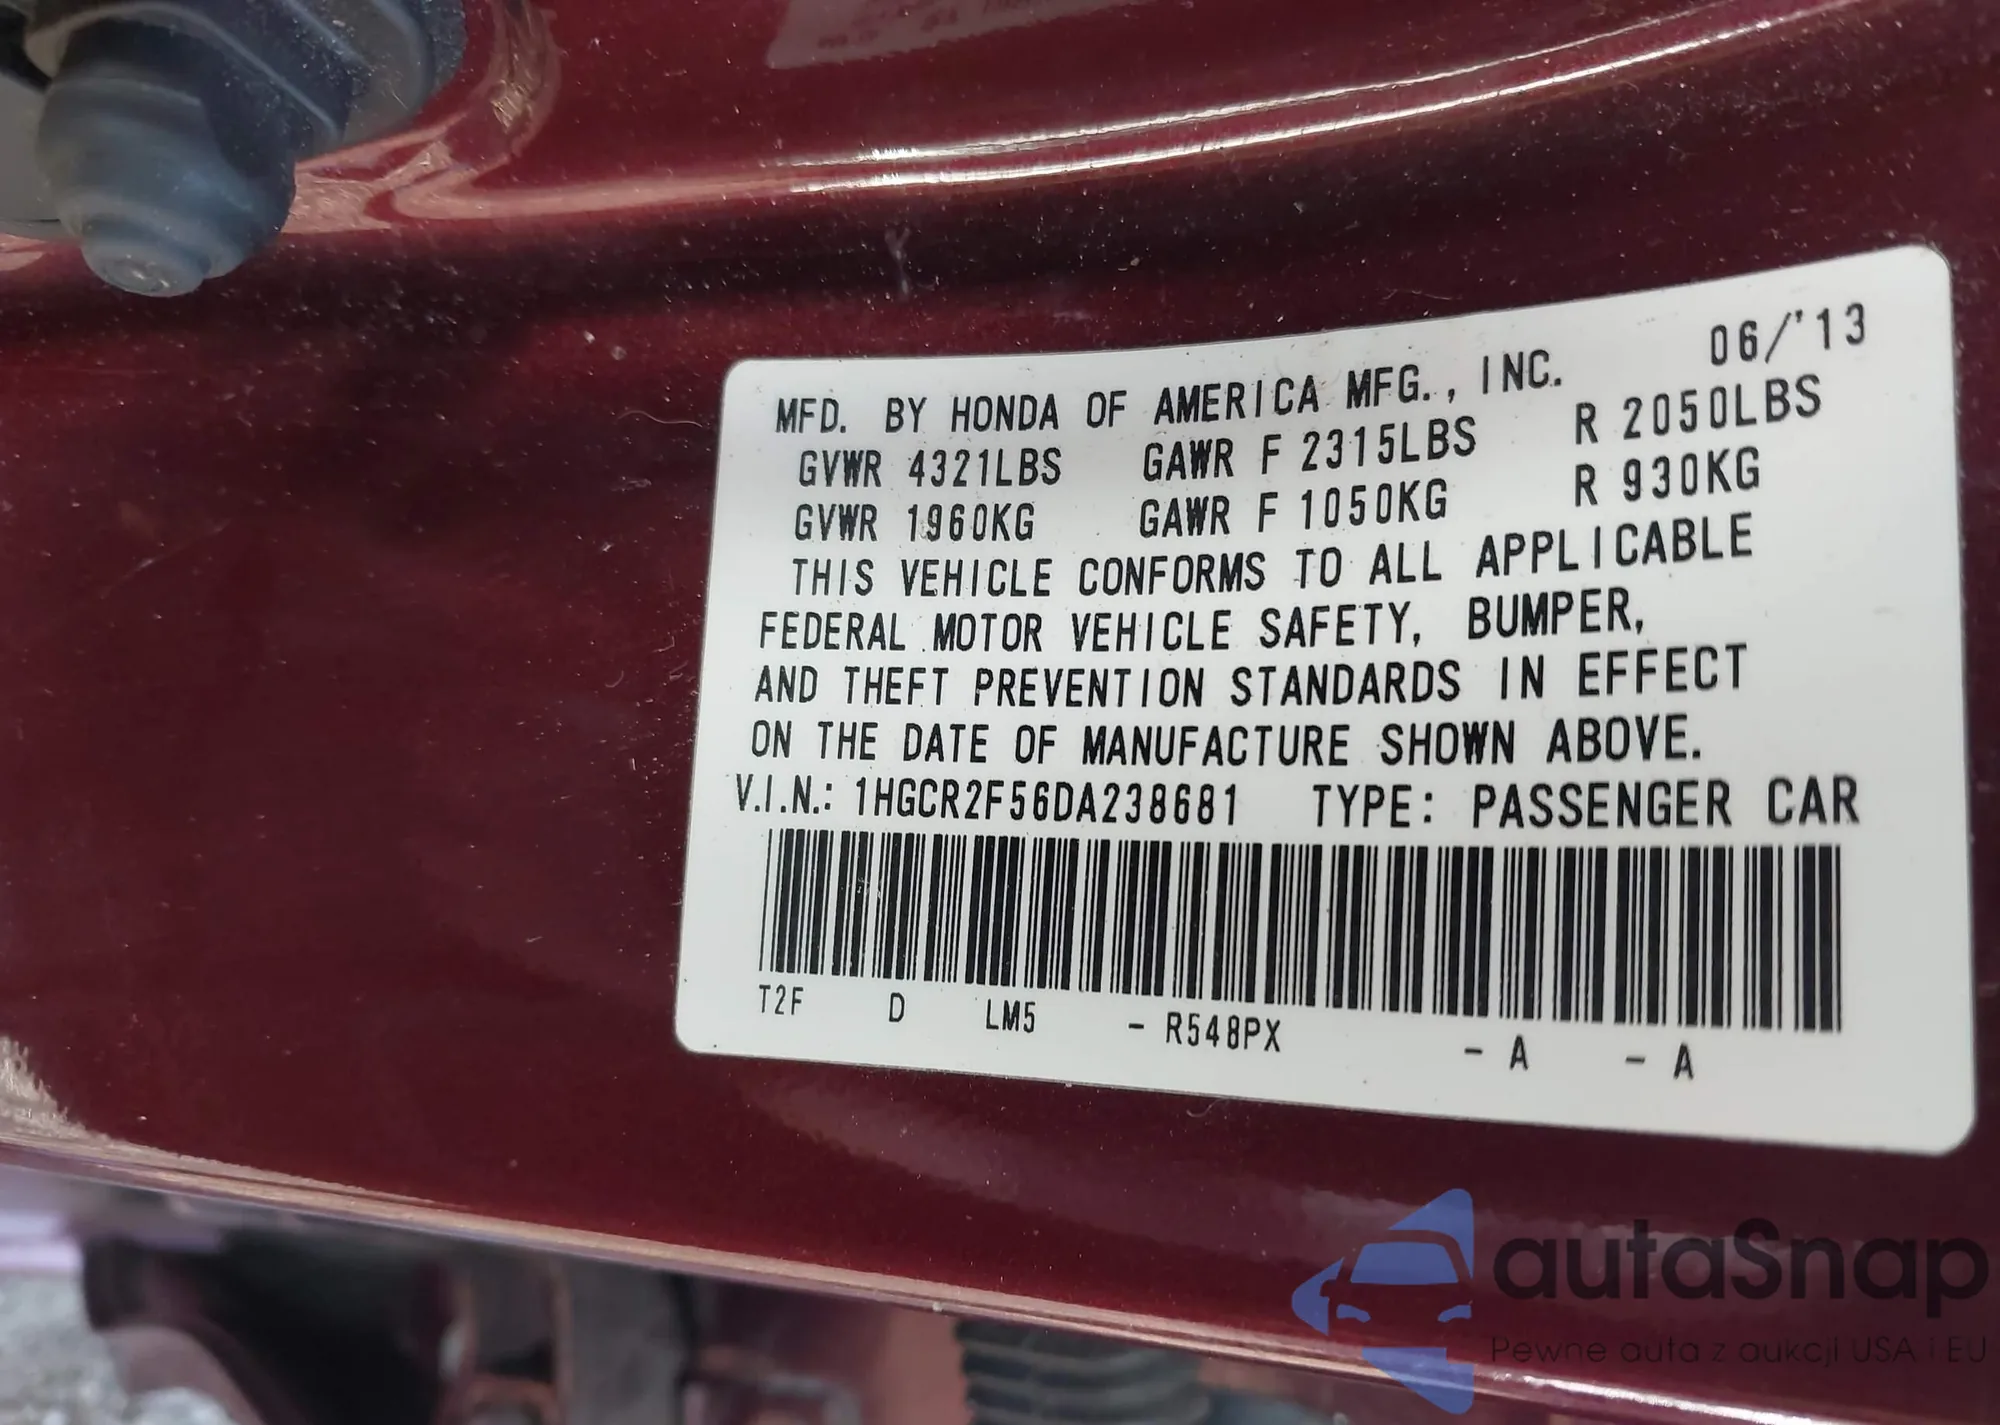 MFD. BY HONDA OF AMERICA MFG., INC. 06/'13
GVWR 4321LBS GAWR F 2315LBS R 2050LBS
GVWR 1960KG GAWR F 1050KG R 930KG
THIS VEHICLE CONFORMS TO ALL APPLICABLE
FEDERAL MOTOR VEHICLE SAFETY, BUMPER,
AND THEFT PREVENTION STANDARDS IN EFFECT
ON THE DATE OF MANUFACTURE SHOWN ABOVE.
V.I.N.: 1HGCR2F56DA238681 TYPE: PASSENGER CAR
T2F D LM5 - R548PX - A - A
autaSnap
Pewne auta z aukcji USA i EU